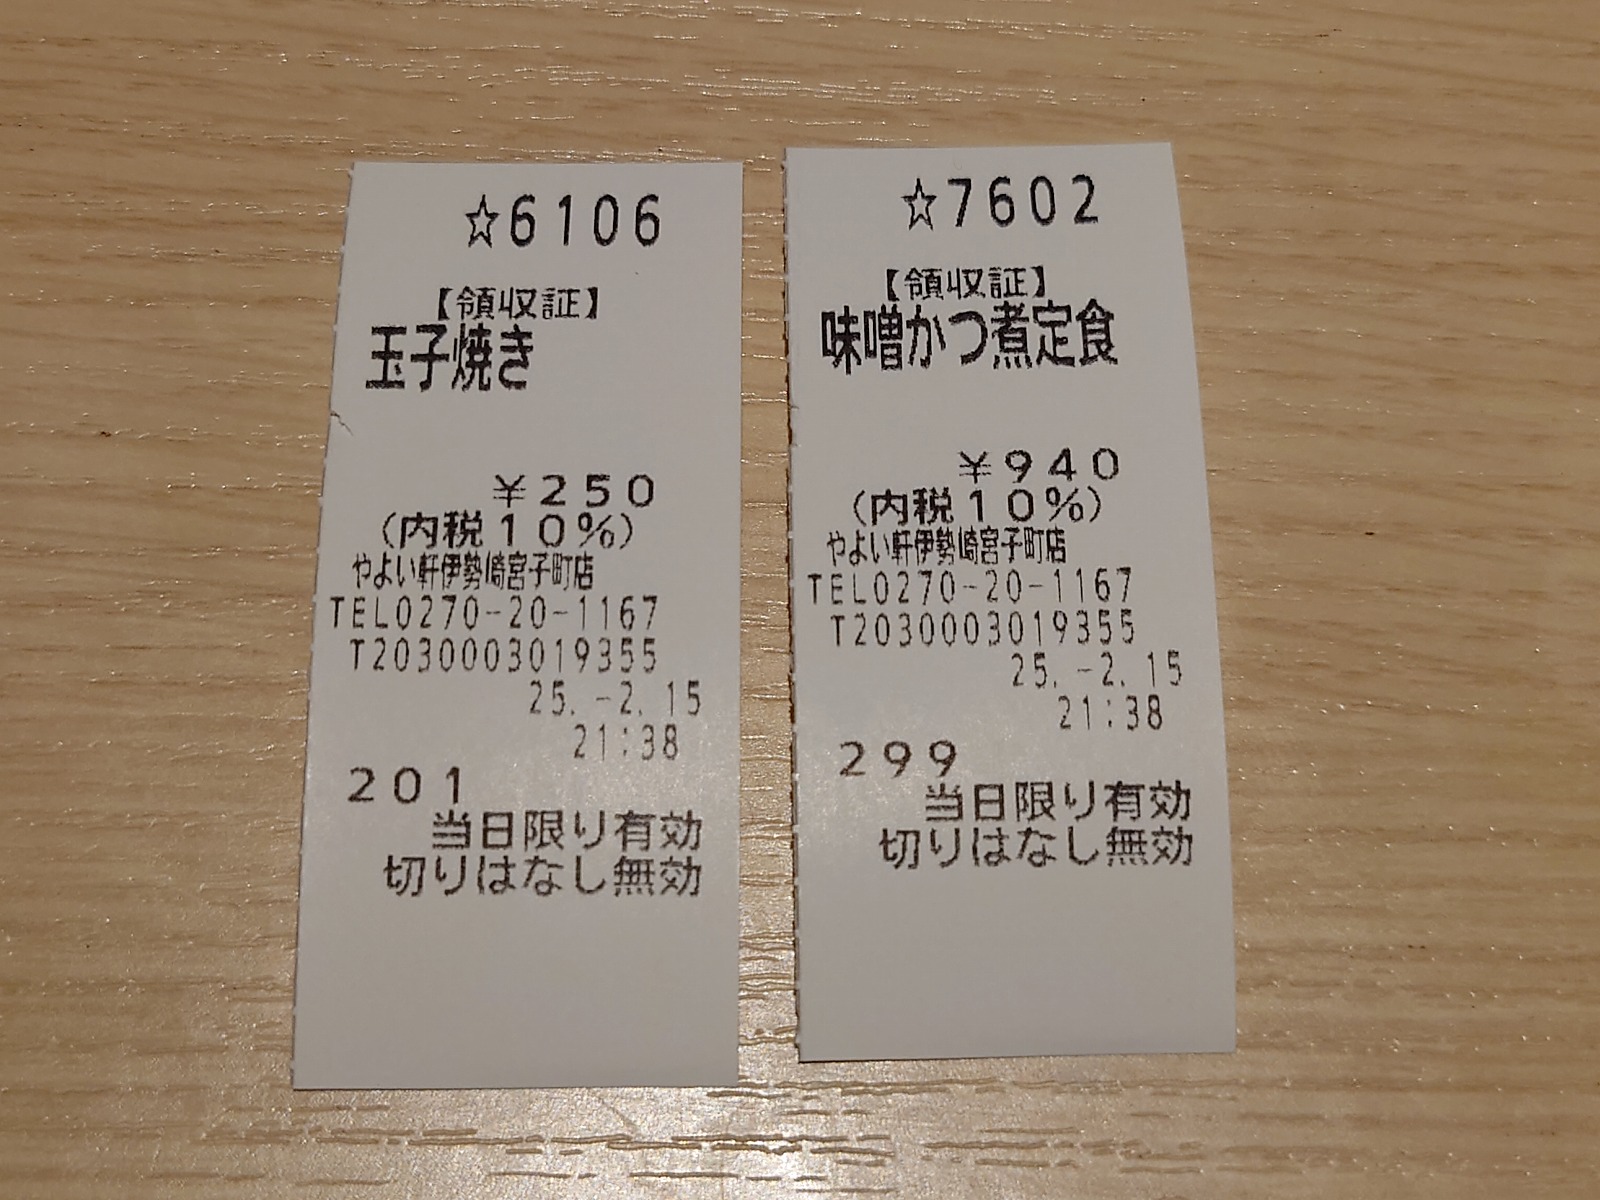 ☆6106
【領収証】
玉子焼き
￥250
(内税10%)
やよい軒伊勢崎宮子町店
TEL0270-20-1167
T2030003019355
25.-2.15
21:38
201
当日限り有効
切りはなし無効
☆7602
【領収証】
味噌かつ煮定食
￥940
(内税10%)
やよい軒伊勢崎宮子町店
TEL0270-20-1167
T2030003019355
25.-2.15
21:38
299
当日限り有効
切りはなし無効